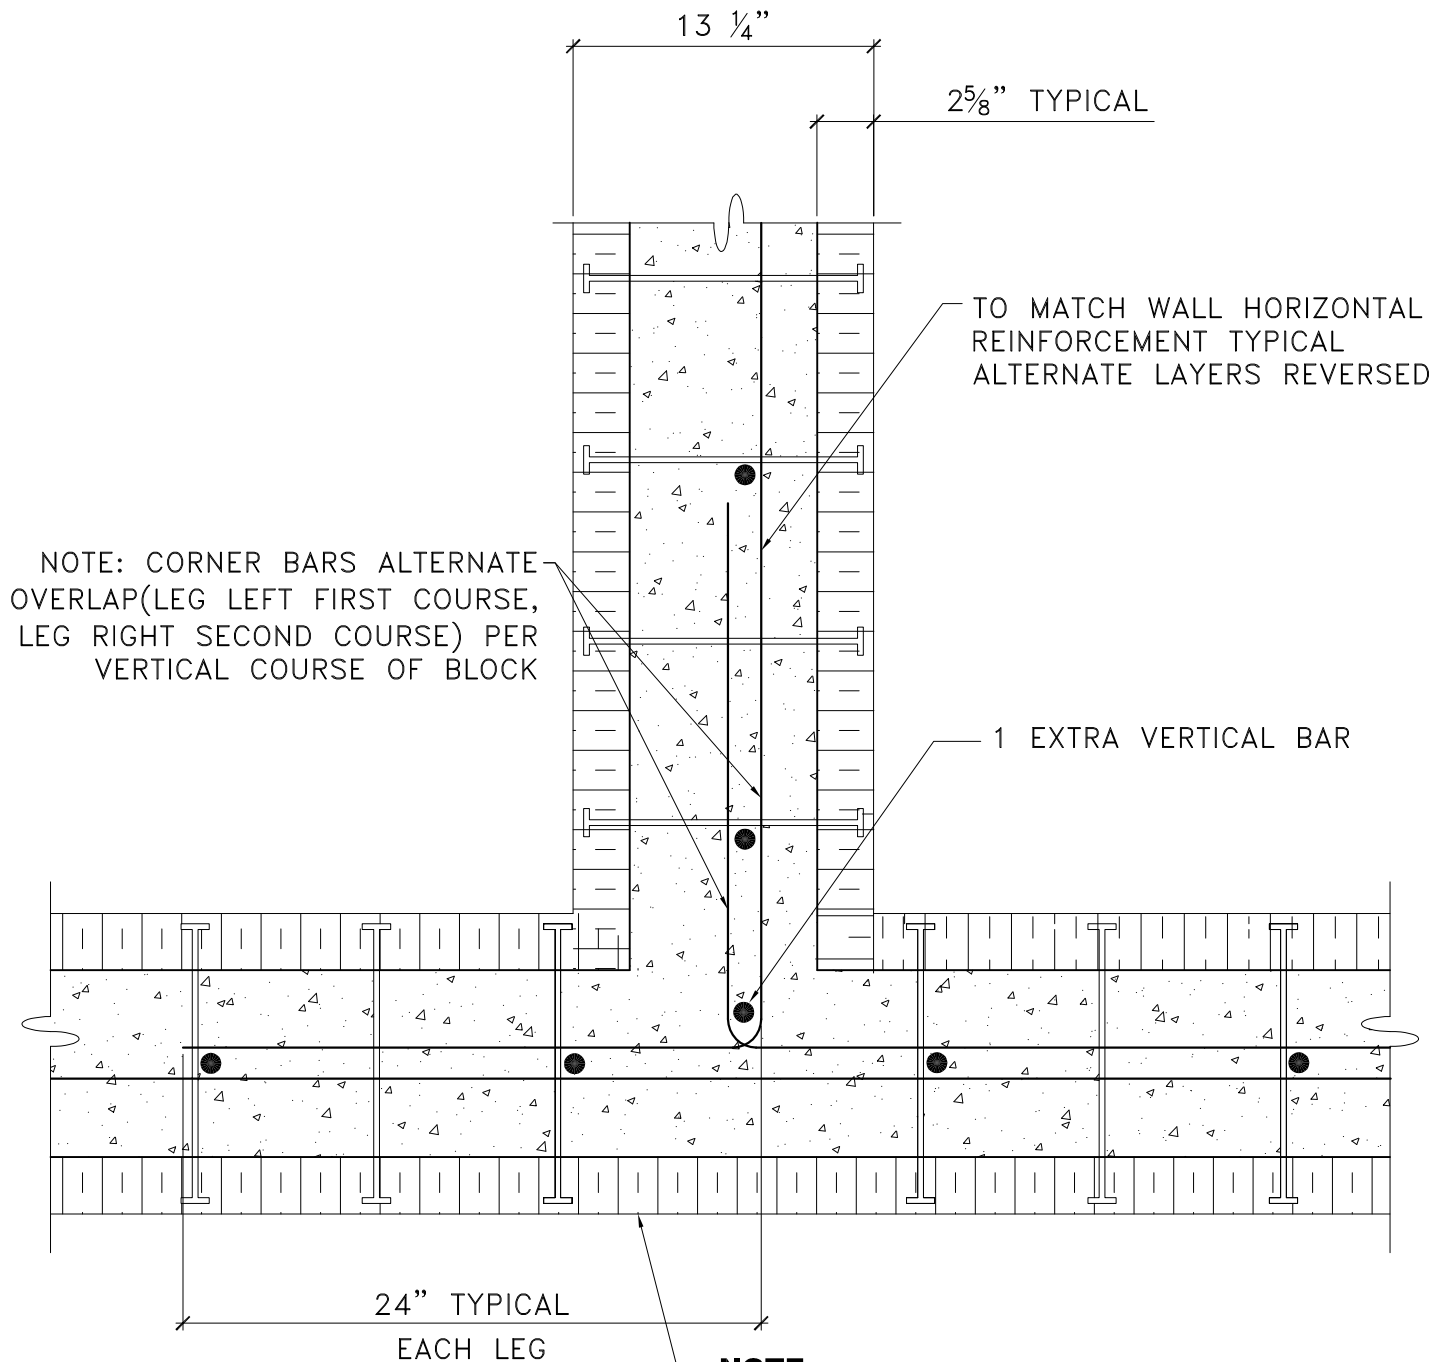 13 ¼”
2⅝” TYPICAL
TO MATCH WALL HORIZONTAL
REINFORCEMENT TYPICAL
ALTERNATE LAYERS REVERSED
NOTE: CORNER BARS ALTERNATE
OVERLAP(LEG LEFT FIRST COURSE,
LEG RIGHT SECOND COURSE) PER
VERTICAL COURSE OF BLOCK
1 EXTRA VERTICAL BAR
24” TYPICAL
EACH LEG
NOTE